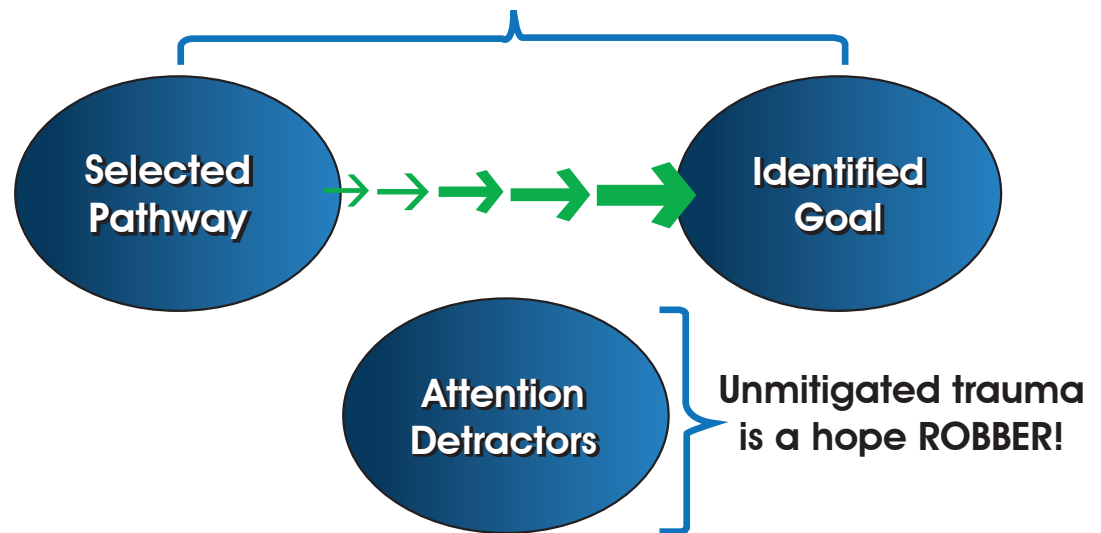 Selected
Pathway
Identified
Goal
Attention
Detractors
Unmitigated trauma
is a hope ROBBER!